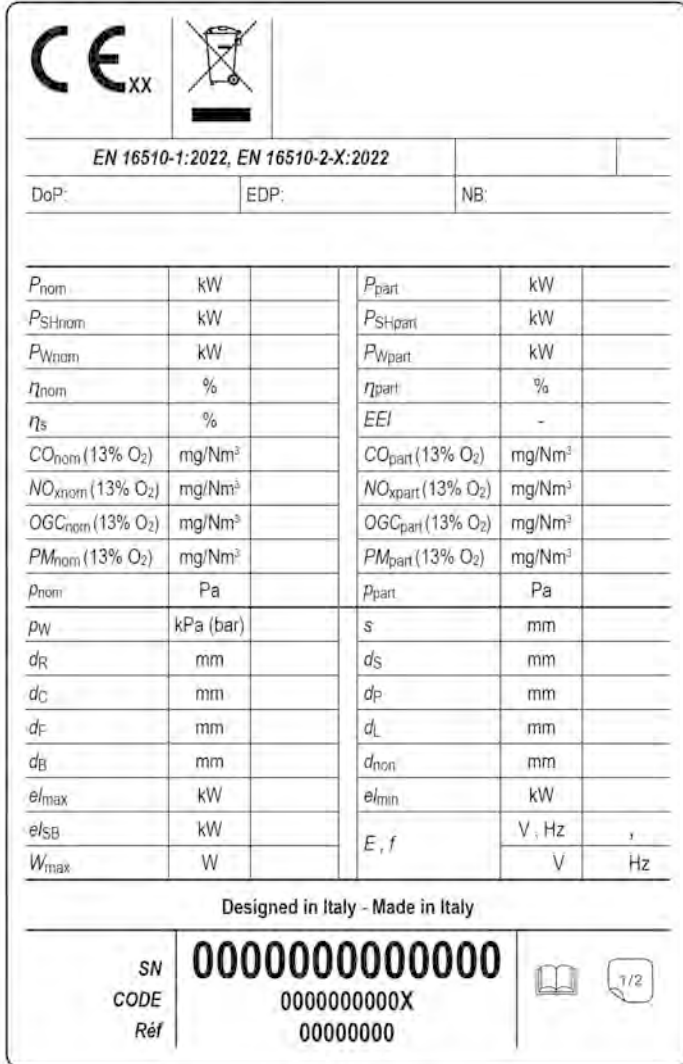 CE XX
EN 16510-1:2022, EN 16510-2-X:2022
DoP: EDP: NB:
Pnom kW Ppart kW
PSHnom kW PSHpart kW
PWnom kW PWpart kW
ηnom % ηpart %
ηs % EEI -
COnom (13% O2) mg/Nm³ COpart (13% O2) mg/Nm³
NOxnom (13% O2) mg/Nm³ NOxpart (13% O2) mg/Nm³
OGCnom (13% O2) mg/Nm³ OGCpart (13% O2) mg/Nm³
PMnom (13% O2) mg/Nm³ PMpart (13% O2) mg/Nm³
pnom Pa ppart Pa
pW kPa (bar) s mm
dR mm dS mm
dC mm dP mm
dF mm dL mm
dB mm dnon mm
elmax kW elmin kW
elSB kW E , f V , Hz ,
Wmax W V Hz
Designed in Italy - Made in Italy
SN 0000000000000
CODE 0000000000X
Réf 00000000
1/2